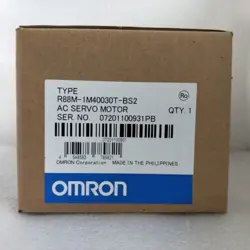 TYPE
R88M-1M40030T-BS2
AC SERVO MOTOR QTY. 1
SER. NO. 07201100931PB
OMRON
OMRON Corporation MADE IN THE PHILIPPINES